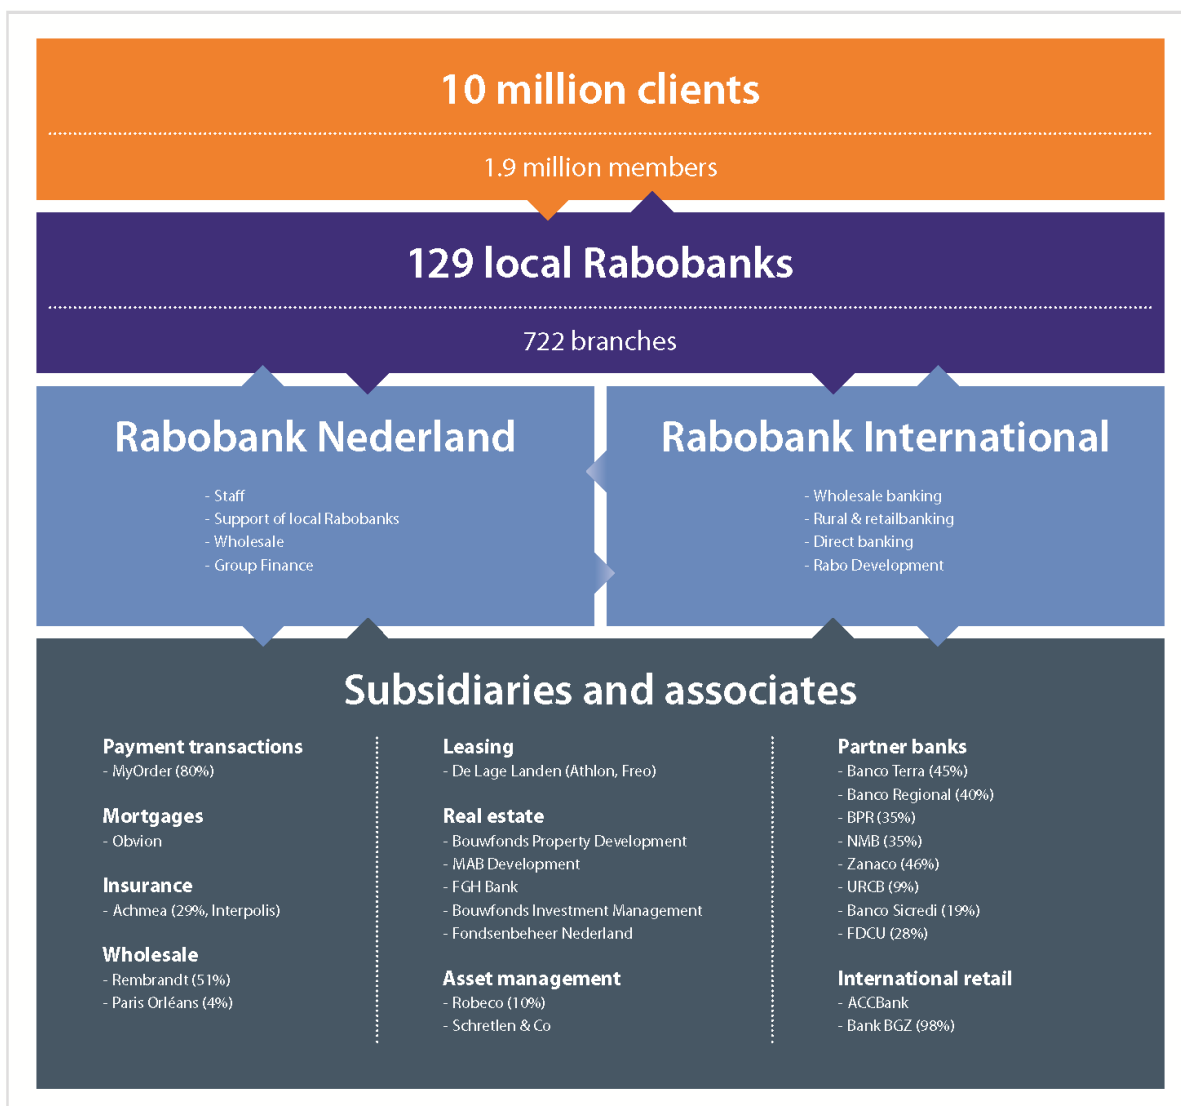 10 million clients
1.9 million members
129 local Rabobanks
722 branches
Rabobank Nederland
- Staff
- Support of local Rabobanks
- Wholesale
- Group Finance
Rabobank International
- Wholesale banking
- Rural & retailbanking
- Direct banking
- Rabo Development
Subsidiaries and associates
Payment transactions
- MyOrder (80%)
Mortgages
- Obvion
Insurance
- Achmea (29%, Interpolis)
Wholesale
- Rembrandt (51%)
- Paris Orléans (4%)
Leasing
- De Lage Landen (Athlon, Freo)
Real estate
- Bouwfonds Property Development
- MAB Development
- FGH Bank
- Bouwfonds Investment Management
- Fondsenbeheer Nederland
Asset management
- Robeco (10%)
- Schretlen & Co
Partner banks
- Banco Terra (45%)
- Banco Regional (40%)
- BPR (35%)
- NMB (35%)
- Zanaco (46%)
- URCB (9%)
- Banco Sicredi (19%)
- FDCU (28%)
International retail
- ACCBank
- Bank BGZ (98%)